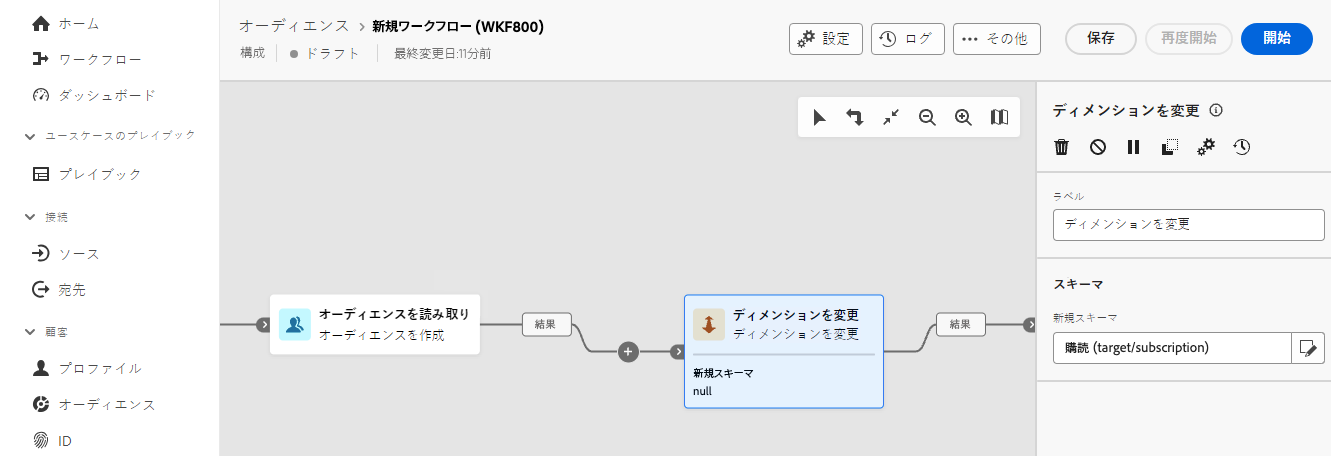 ホーム
ワークフロー
ダッシュボード
ユースケースのプレイブック
プレイブック
接続
ソース
宛先
顧客
プロファイル
オーディエンス
ID
オーディエンス > 新規ワークフロー (WKF800)
構成 ドラフト 最終変更日:11分前
設定 ログ その他 保存 再度開始 開始
オーディエンスを読み取り
オーディエンスを作成
結果
ディメンションを変更
ディメンションを変更
新規スキーマ
null
結果
ディメンションを変更
ラベル
ディメンションを変更
スキーマ
新規スキーマ
購読 (target/subscription)